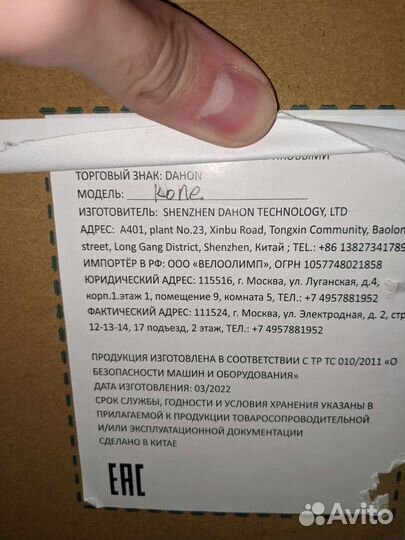 ТОРГОВЫЙ ЗНАК: DAHON
МОДЕЛЬ: Kone
ИЗГОТОВИТЕЛЬ: SHENZHEN DAHON TECHNOLOGY, LTD
АДРЕС: A401, plant No.23, Xinbu Road, Tongxin Community, Baolon
street, Long Gang District, Shenzhen, Китай ; ТЕЛ.: +86 1382734178
ИМПОРТЁР В РФ: ООО «ВЕЛООЛИМП», ОГРН 1057748021858
ЮРИДИЧЕСКИЙ АДРЕС: 115516, г. Москва, ул. Луганская, д.4,
корп.1.этаж 1, помещение 9, комната 5, ТЕЛ.: +7 4957881952
ФАКТИЧЕСКИЙ АДРЕС: 111524, г. Москва, ул. Электродная, д. 2, стр
12-13-14, 17 подъезд, 2 этаж, ТЕЛ.: +7 4957881952
ПРОДУКЦИЯ ИЗГОТОВЛЕНА В СООТВЕТСТВИИ С ТР ТС 010/2011 «О
БЕЗОПАСНОСТИ МАШИН И ОБОРУДОВАНИЯ»
ДАТА ИЗГОТОВЛЕНИЯ: 03/2022
СРОК СЛУЖБЫ, ГОДНОСТИ И УСЛОВИЯ ХРАНЕНИЯ УКАЗАНЫ В
ПРИЛАГАЕМОЙ К ПРОДУКЦИИ ТОВАРОСОПРОВОДИТЕЛЬНОЙ
И/ИЛИ ЭКСПЛУАТАЦИОННОЙ ДОКУМЕНТАЦИИ
СДЕЛАНО В КИТАЕ
EAC
Avito